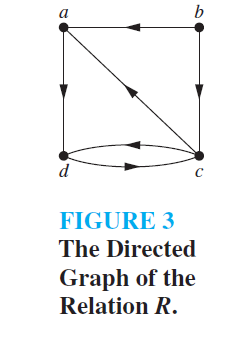 a b
d c
FIGURE 3
The Directed
Graph of the
Relation R.